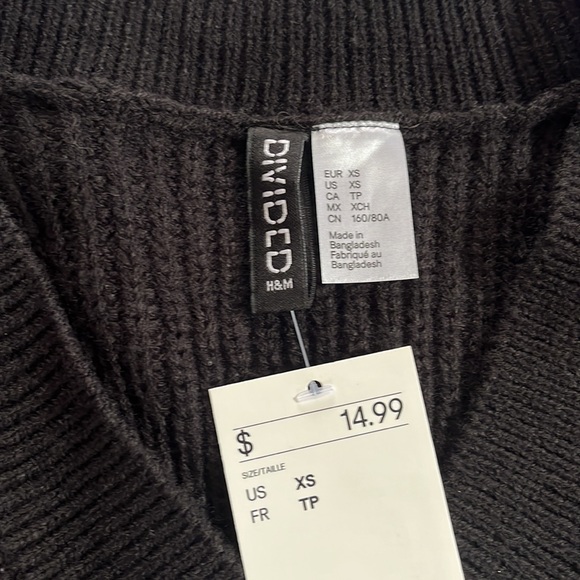 DIVIDED
H&M
EUR XS
US XS
CA TP
MX XCH
CN 160/80A
Made in
Bangladesh
Fabriqué au
Bangladesh
$ 14.99
SIZE/TAILLE
US XS
FR TP